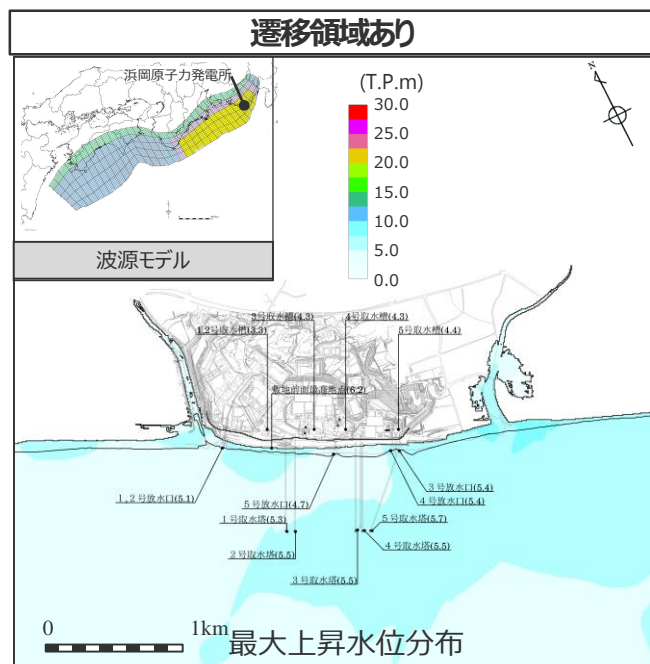 遷移領域あり
浜岡原子力発電所
波源モデル
(T.P.m)
30.0
25.0
20.0
15.0
10.0
5.0
0.0
N
3号取水槽(4.3)
4号取水槽(4.3)
1,2号取水槽(3.3)
5号取水槽(4.4)
敷地前面最高地点(6.2)
1,2号放水口(5.1)
5号放水口(4.7)
3号放水口(5.4)
4号放水口(5.4)
1号取水塔(5.3)
5号取水塔(5.7)
2号取水塔(5.5)
4号取水塔(5.5)
3号取水塔(5.5)
0 1km
最大上昇水位分布